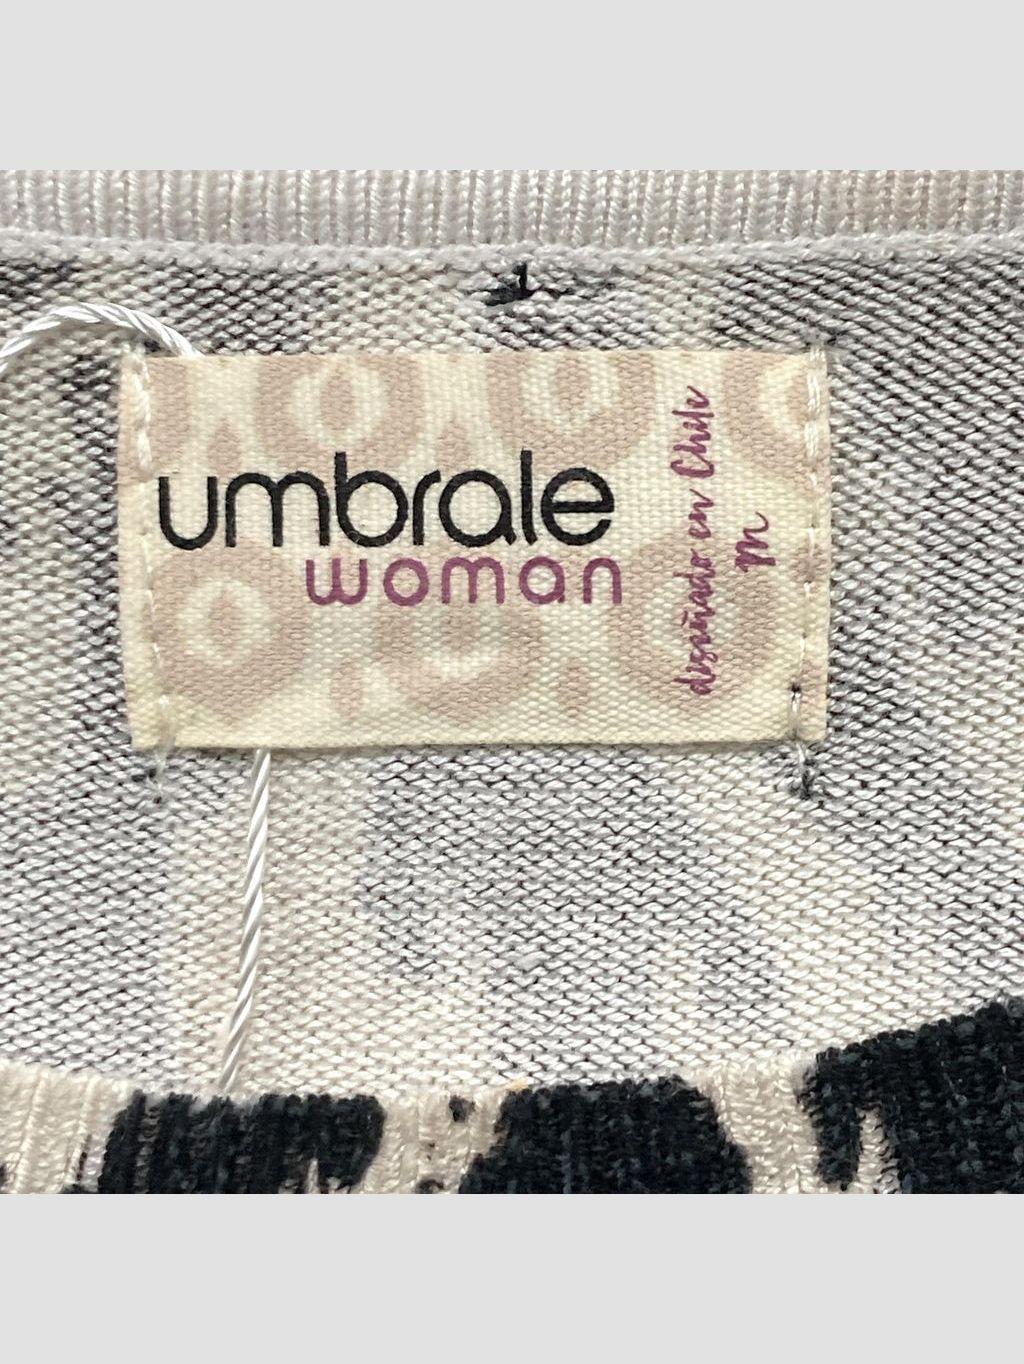 umbrale
woman
diseñado en Chile
M